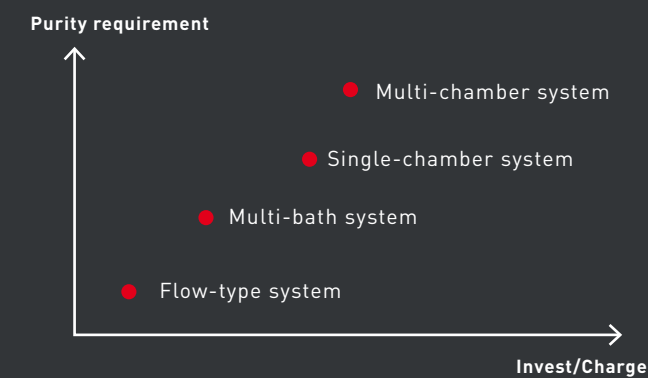 Purity requirement
Multi-chamber system
Single-chamber system
Multi-bath system
Flow-type system
Invest/Charge